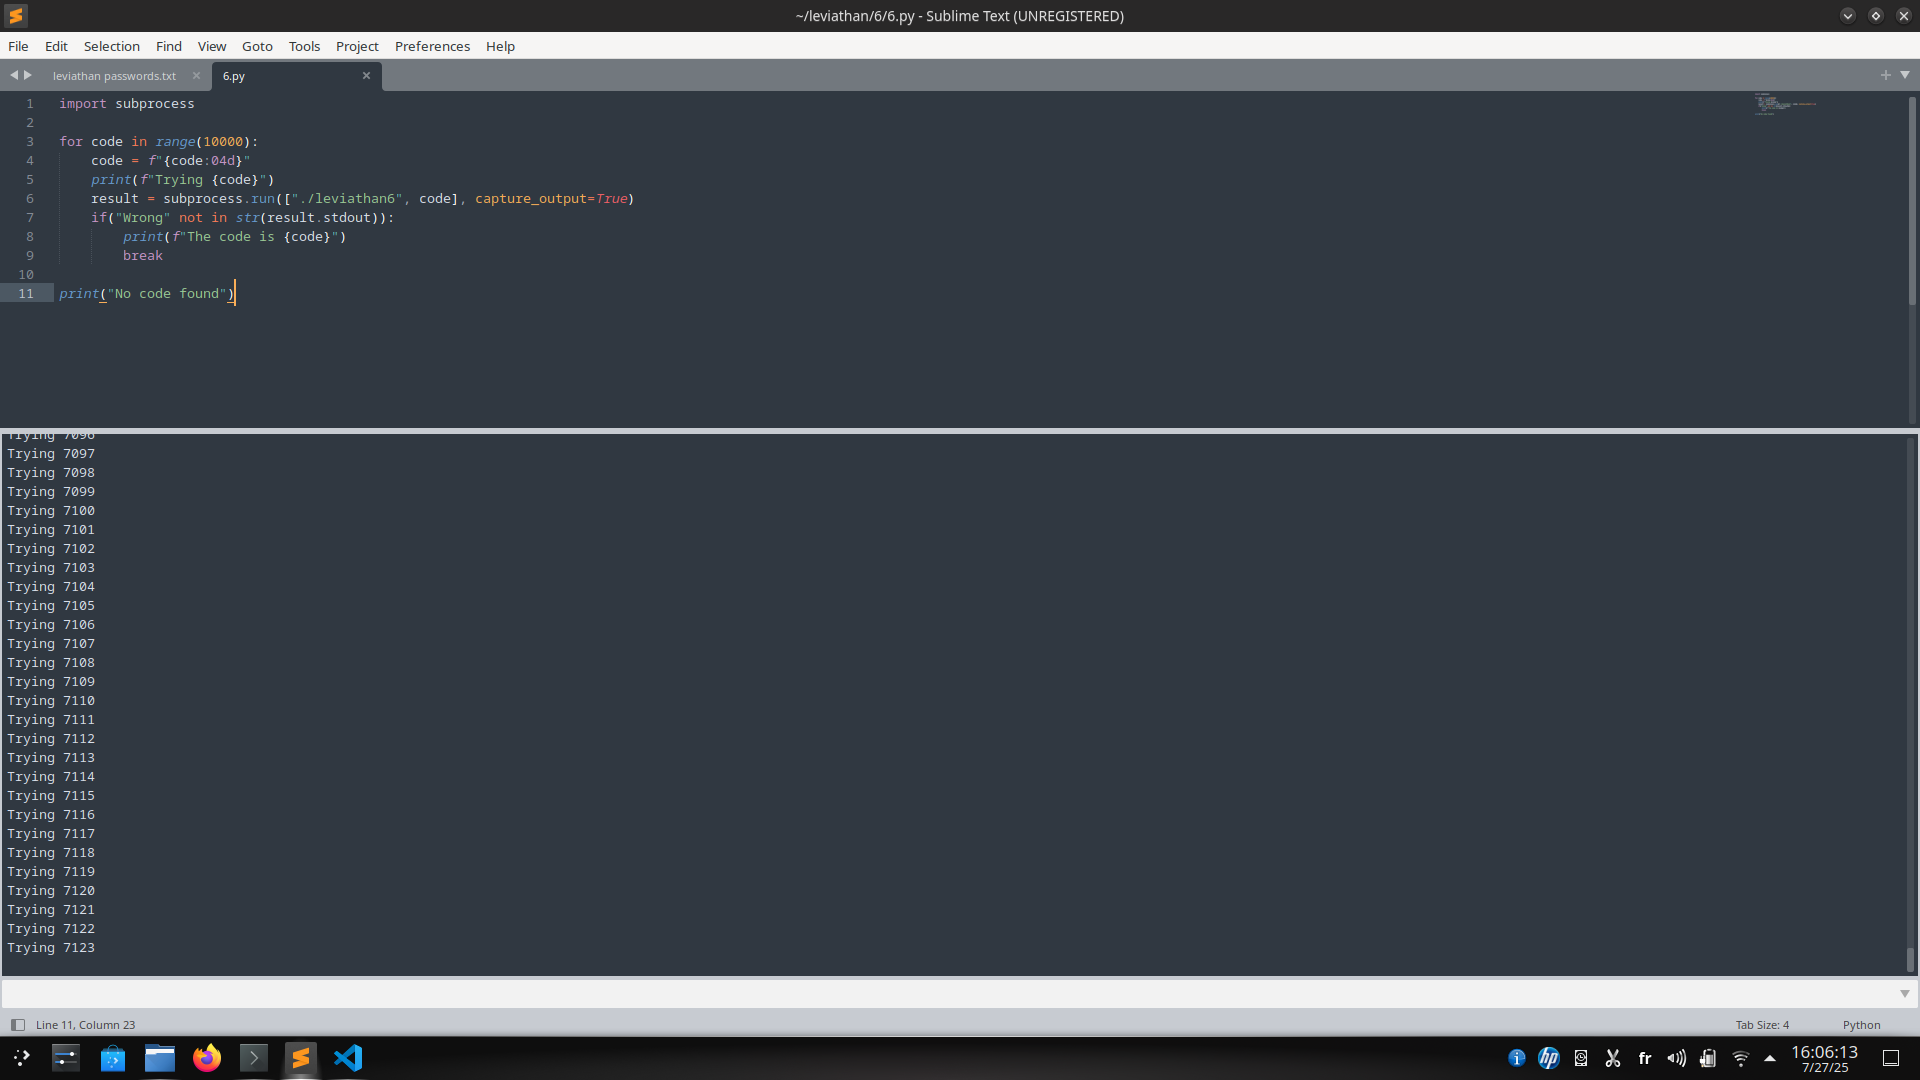 ~/leviathan/6/6.py - Sublime Text (UNREGISTERED)
File Edit Selection Find View Goto Tools Project Preferences Help
leviathan passwords.txt
6.py
1 import subprocess
2
3 for code in range(10000):
4 code = f"{code:04d}"
5 print(f"Trying {code}")
6 result = subprocess.run(["./leviathan6", code], capture_output=True)
7 if("Wrong" not in str(result.stdout)):
8 print(f"The code is {code}")
9 break
10
11 print("No code found")
Trying 7096
Trying 7097
Trying 7098
Trying 7099
Trying 7100
Trying 7101
Trying 7102
Trying 7103
Trying 7104
Trying 7105
Trying 7106
Trying 7107
Trying 7108
Trying 7109
Trying 7110
Trying 7111
Trying 7112
Trying 7113
Trying 7114
Trying 7115
Trying 7116
Trying 7117
Trying 7118
Trying 7119
Trying 7120
Trying 7121
Trying 7122
Trying 7123
Line 11, Column 23
Tab Size: 4
Python
hp
fr
16:06:13
7/27/25